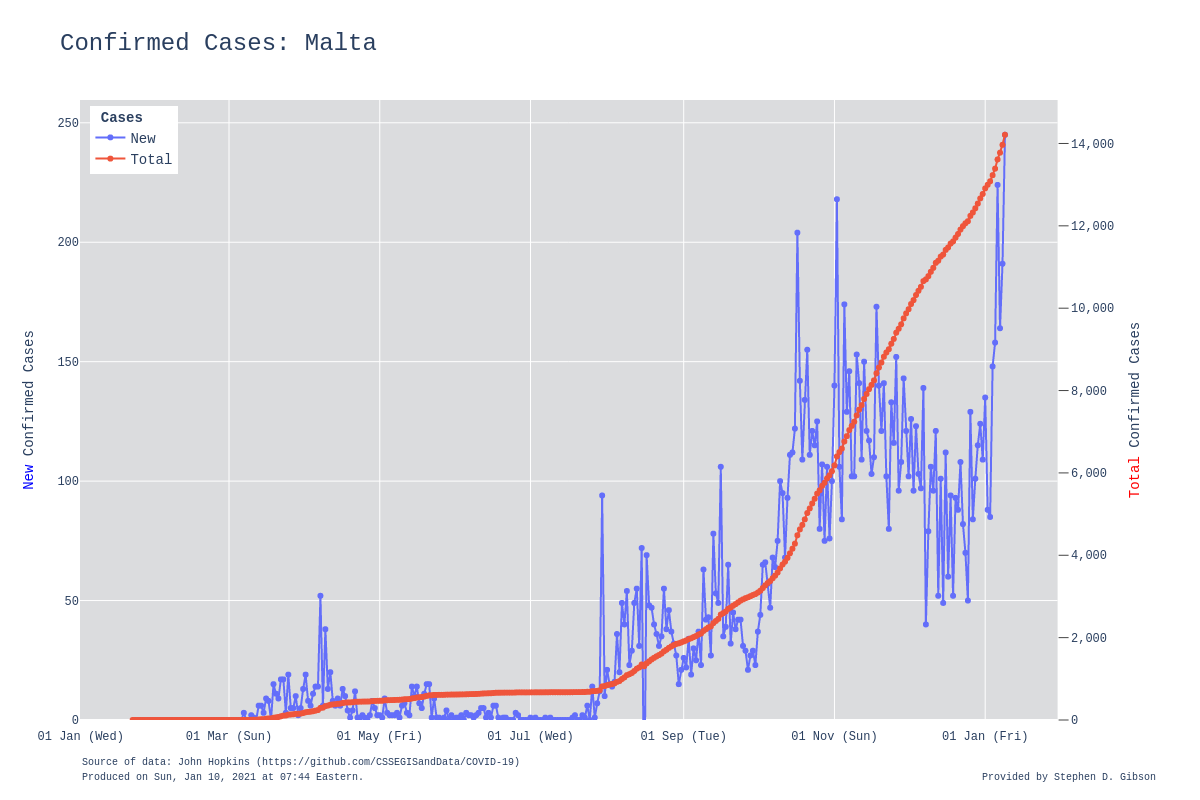 Confirmed Cases: Malta
Cases
New
Total
250
200
150
100
50
0
14,000
12,000
10,000
8,000
6,000
4,000
2,000
0
New Confirmed Cases
Total Confirmed Cases
01 Jan (Wed) 01 Mar (Sun) 01 May (Fri) 01 Jul (Wed) 01 Sep (Tue) 01 Nov (Sun) 01 Jan (Fri)
Source of data: John Hopkins (https://github.com/CSSEGISandData/COVID-19)
Produced on Sun, Jan 10, 2021 at 07:44 Eastern.
Provided by Stephen D. Gibson